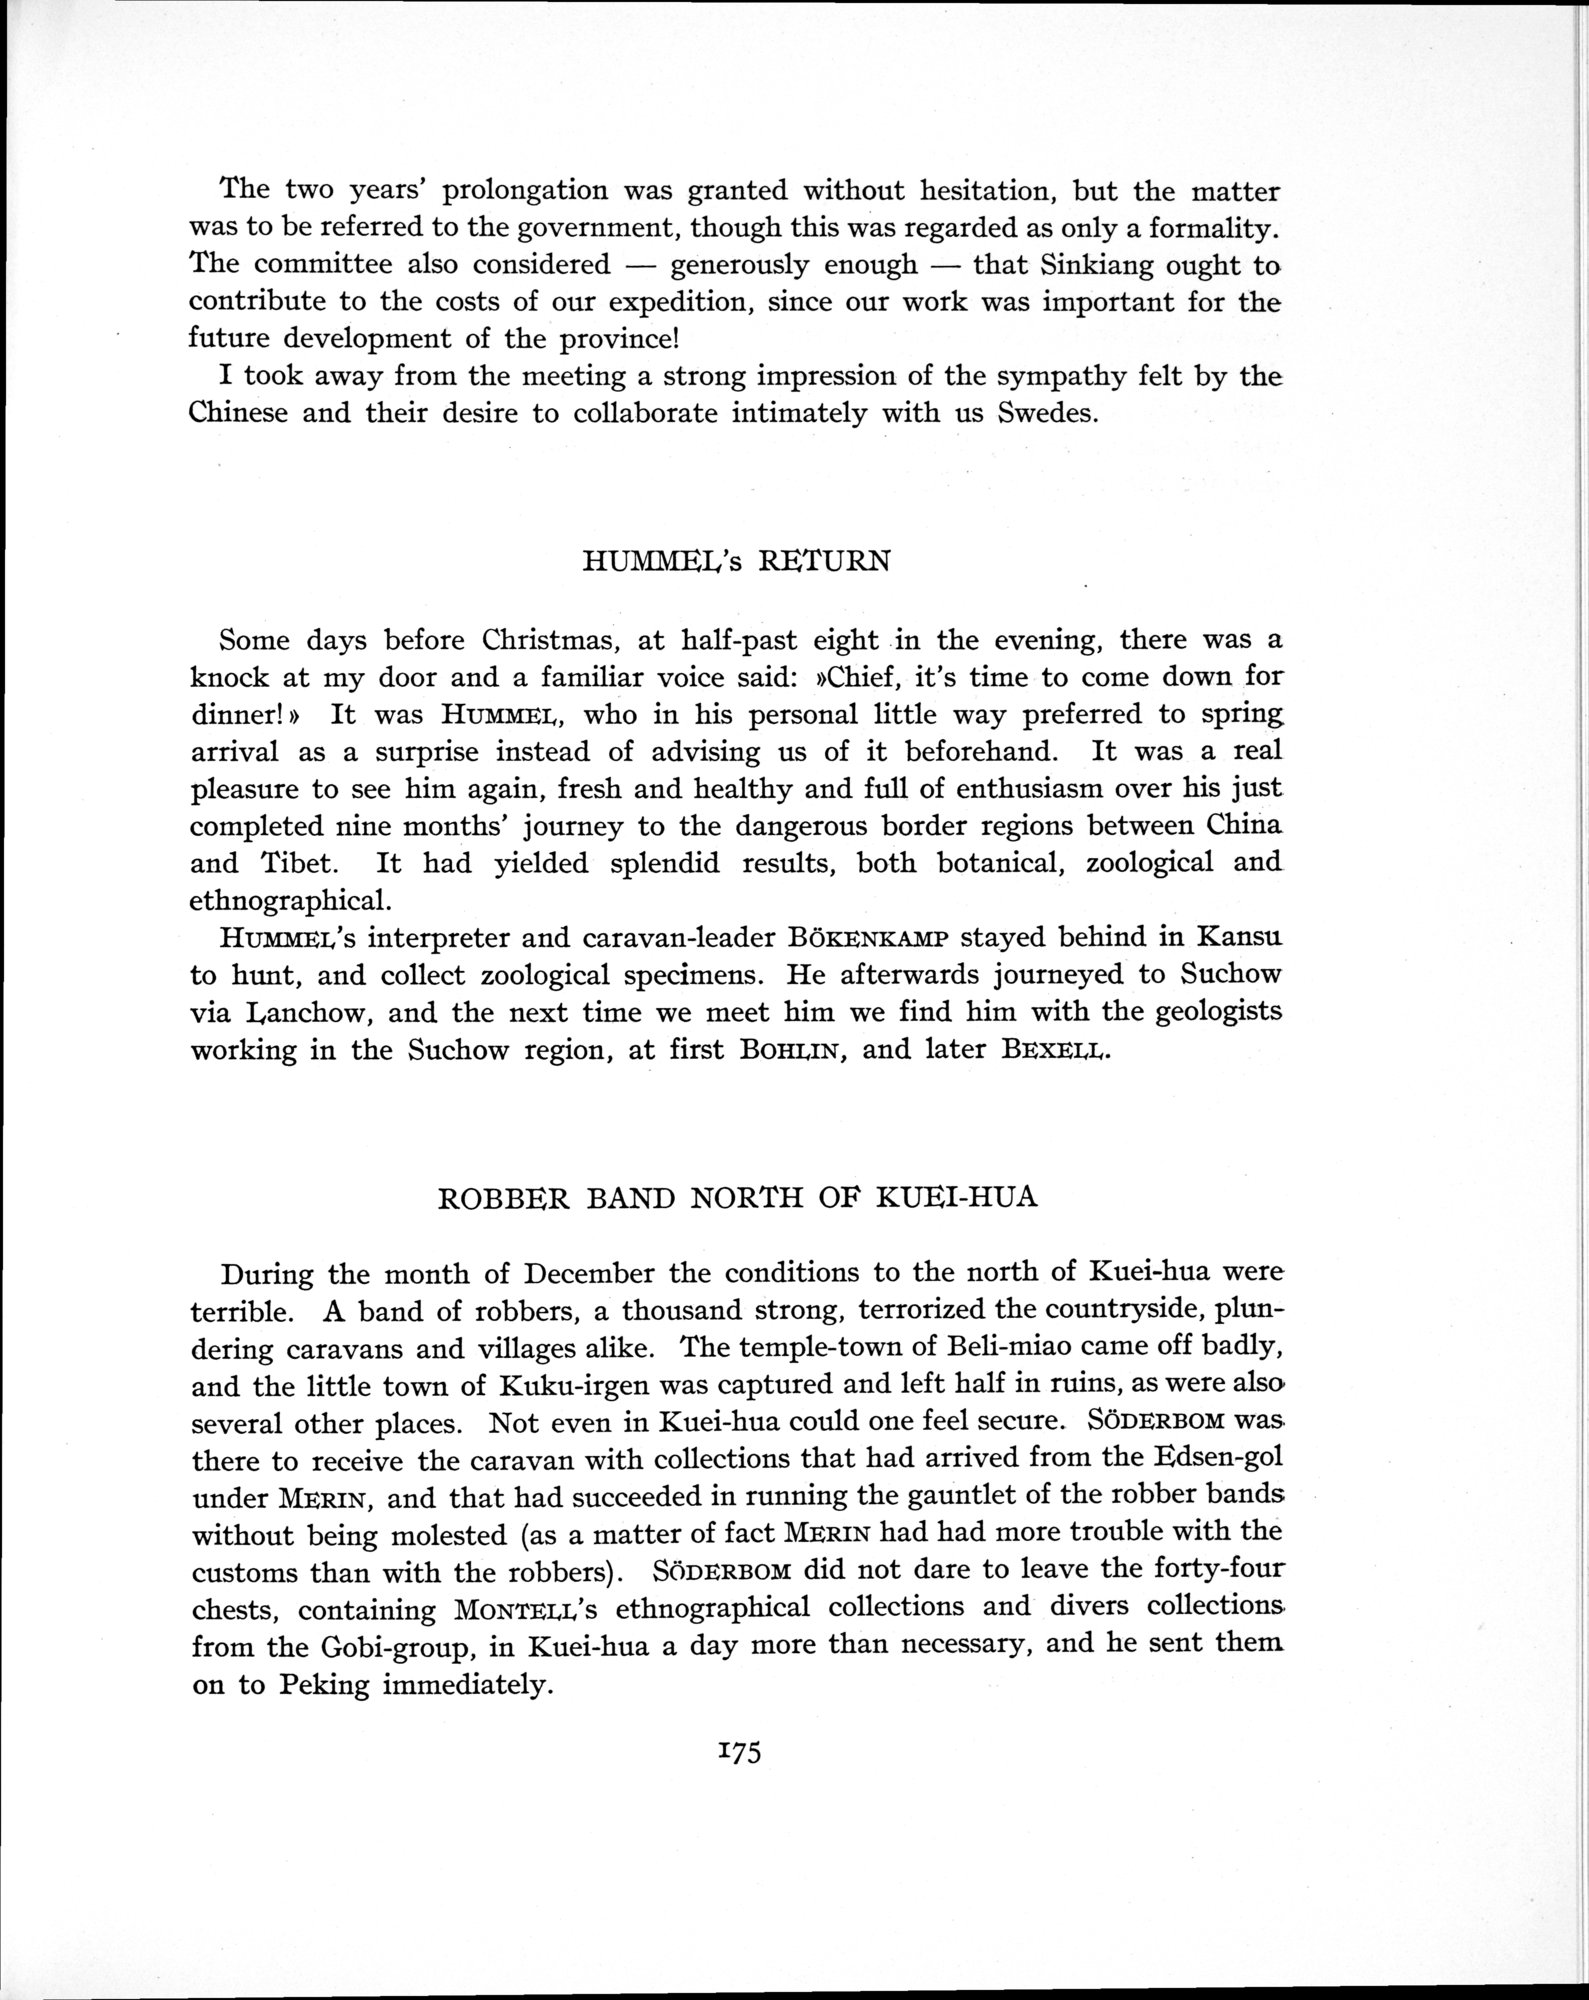 The two years’ prolongation was granted without hesitation, but the matter
was to be referred to the government, though this was regarded as only a formality.
The committee also considered — generously enough — that Sinkiang ought to
contribute to the costs of our expedition, since our work was important for the
future development of the province!
I took away from the meeting a strong impression of the sympathy felt by the
Chinese and their desire to collaborate intimately with us Swedes.
HUMMEL’s RETURN
Some days before Christmas, at half-past eight in the evening, there was a
knock at my door and a familiar voice said: »Chief, it’s time to come down for
dinner!» It was HUMMEL, who in his personal little way preferred to spring
arrival as a surprise instead of advising us of it beforehand. It was a real
pleasure to see him again, fresh and healthy and full of enthusiasm over his just
completed nine months’ journey to the dangerous border regions between China
and Tibet. It had yielded splendid results, both botanical, zoological and
ethnographical.
HUMMEL’s interpreter and caravan-leader BÖKENKAMP stayed behind in Kansu
to hunt, and collect zoological specimens. He afterwards journeyed to Suchow
via Lanchow, and the next time we meet him we find him with the geologists
working in the Suchow region, at first BOHLIN, and later BEXELL.
ROBBER BAND NORTH OF KUEI-HUA
During the month of December the conditions to the north of Kuei-hua were
terrible. A band of robbers, a thousand strong, terrorized the countryside, plun-
dering caravans and villages alike. The temple-town of Beli-miao came off badly,
and the little town of Kuku-irgen was captured and left half in ruins, as were also
several other places. Not even in Kuei-hua could one feel secure. SÖDERBOM was
there to receive the caravan with collections that had arrived from the Edsen-gol
under MERIN, and that had succeeded in running the gauntlet of the robber bands
without being molested (as a matter of fact MERIN had had more trouble with the
customs than with the robbers). SÖDERBOM did not dare to leave the forty-four
chests, containing MONTELL’s ethnographical collections and divers collections
from the Gobi-group, in Kuei-hua a day more than necessary, and he sent them
on to Peking immediately.
175